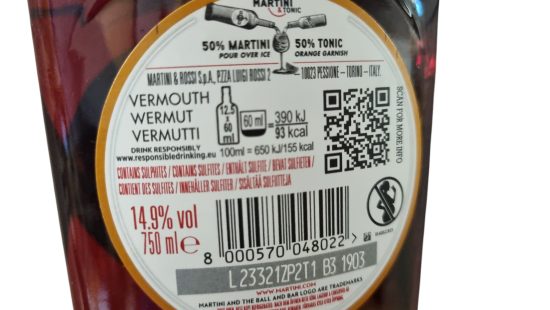 MARTINI
& TONIC
50% MARTINI
POUR OVER ICE
50% TONIC
ORANGE GARNISH
MARTINI & ROSSI S.p.A., P.ZZA LUIGI ROSSI 2
10023 PESSIONE – TORINO – ITALY.
VERMOUTH
WERMUT
VERMUTTI
12.5
x
60
ml
60 ml
=390 kJ
93 kcal
100ml = 650 kJ/155 kcal
DRINK RESPONSIBLY
www.responsibledrinking.eu
SCAN FOR MORE INFO
CONTAINS SULPHITES / CONTAINS SULFITES / ENTHÄLT SULFITE / BEVAT SULFIETEN /
CONTIENT DES SULFITES / INNEHÅLLER SULFITER / SISÄLTÄÄ SULFIITTEJA
14.9% vol
750 ml e
8 000570 048022 >
L23321ZP2T1 B3 1903
WWW.MARTINI.COM
MARTINI AND THE BALL AND BAR LOGO ARE TRADEMARKS